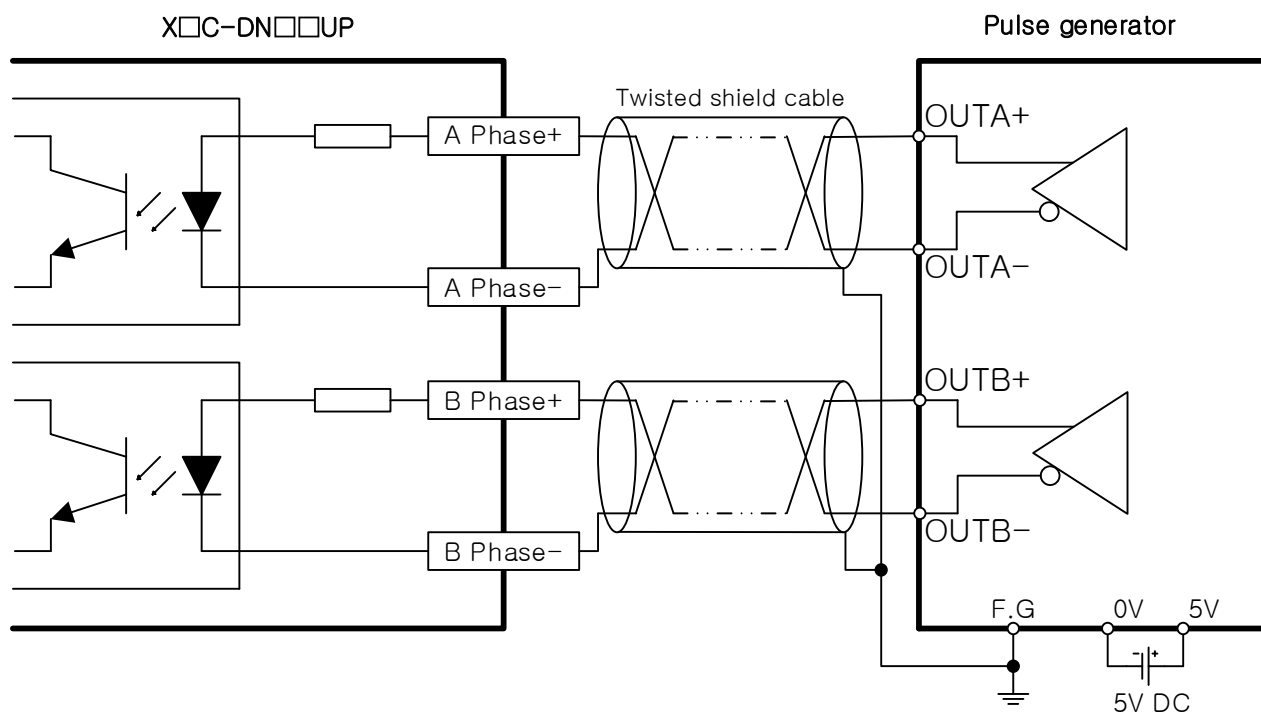 X□C-DN□□UP
Pulse generator
Twisted shield cable
A Phase+
OUTA+
A Phase-
OUTA-
B Phase+
OUTB+
B Phase-
OUTB-
F.G
0V
5V
- +
5V DC